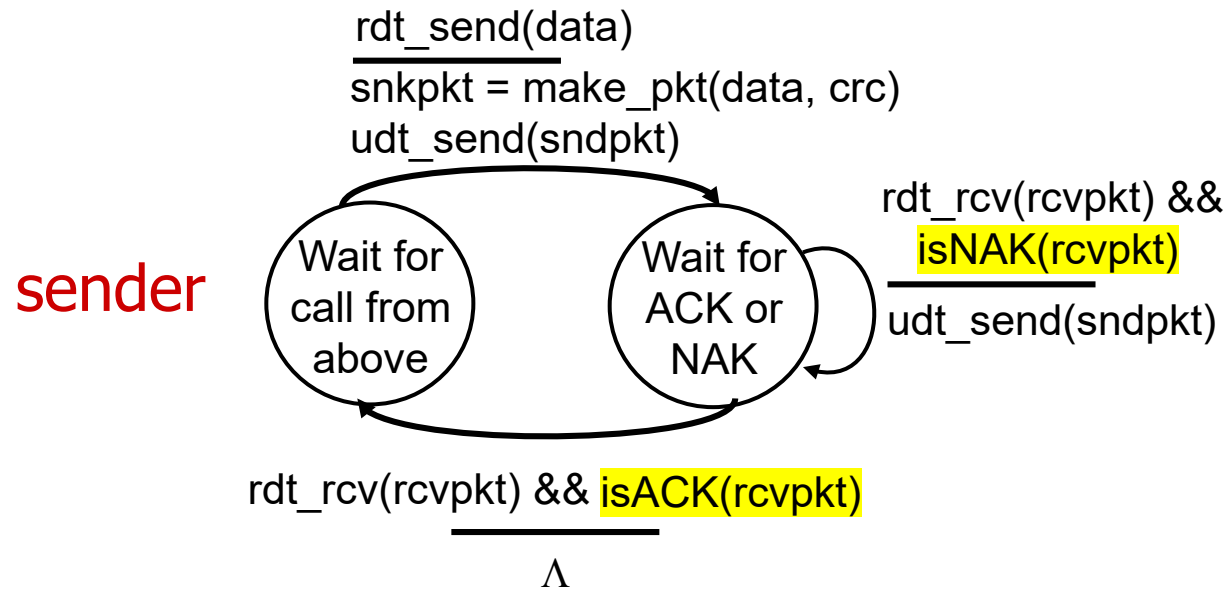 rdt_send(data)
snkpkt = make_pkt(data, crc)
udt_send(sndpkt)
sender
Wait for
call from
above
Wait for
ACK or
NAK
rdt_rcv(rcvpkt) &&
isNAK(rcvpkt)
udt_send(sndpkt)
rdt_rcv(rcvpkt) && isACK(rcvpkt)
Λ